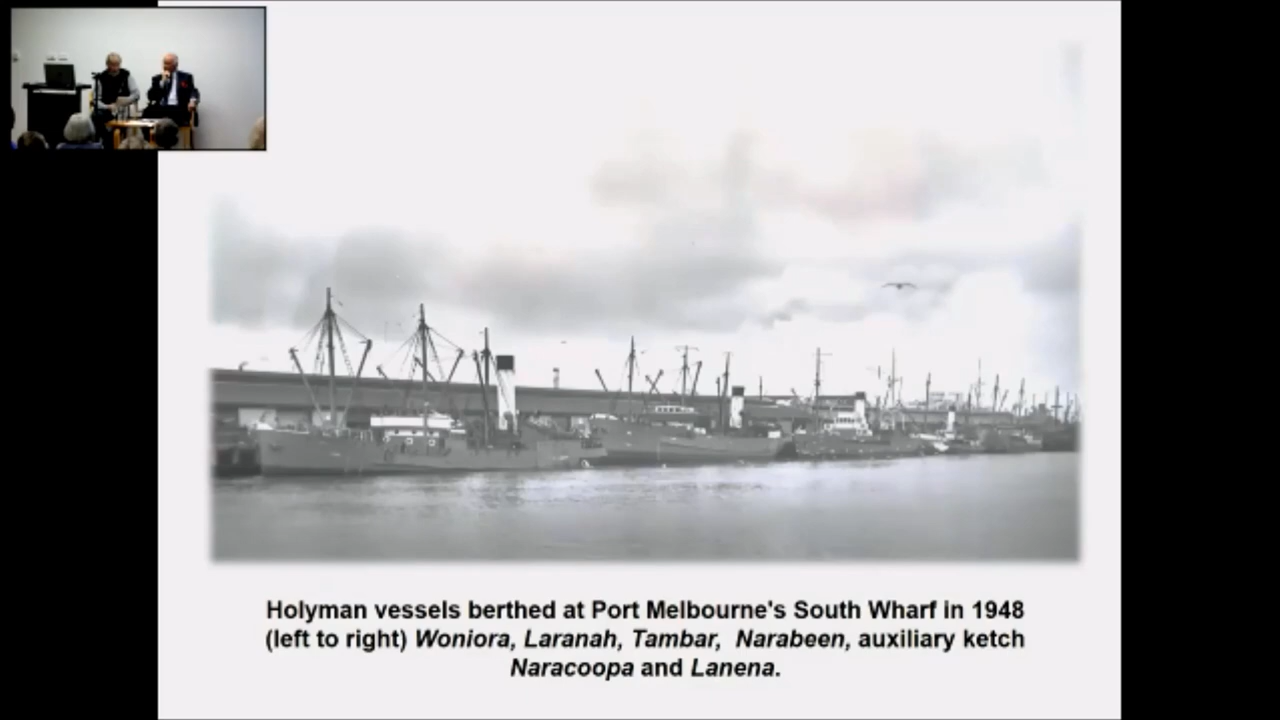 Holyman vessels berthed at Port Melbourne's South Wharf in 1948
(left to right) Woniora, Laranah, Tambar, Narabeen, auxiliary ketch
Naracoopa and Lanena.